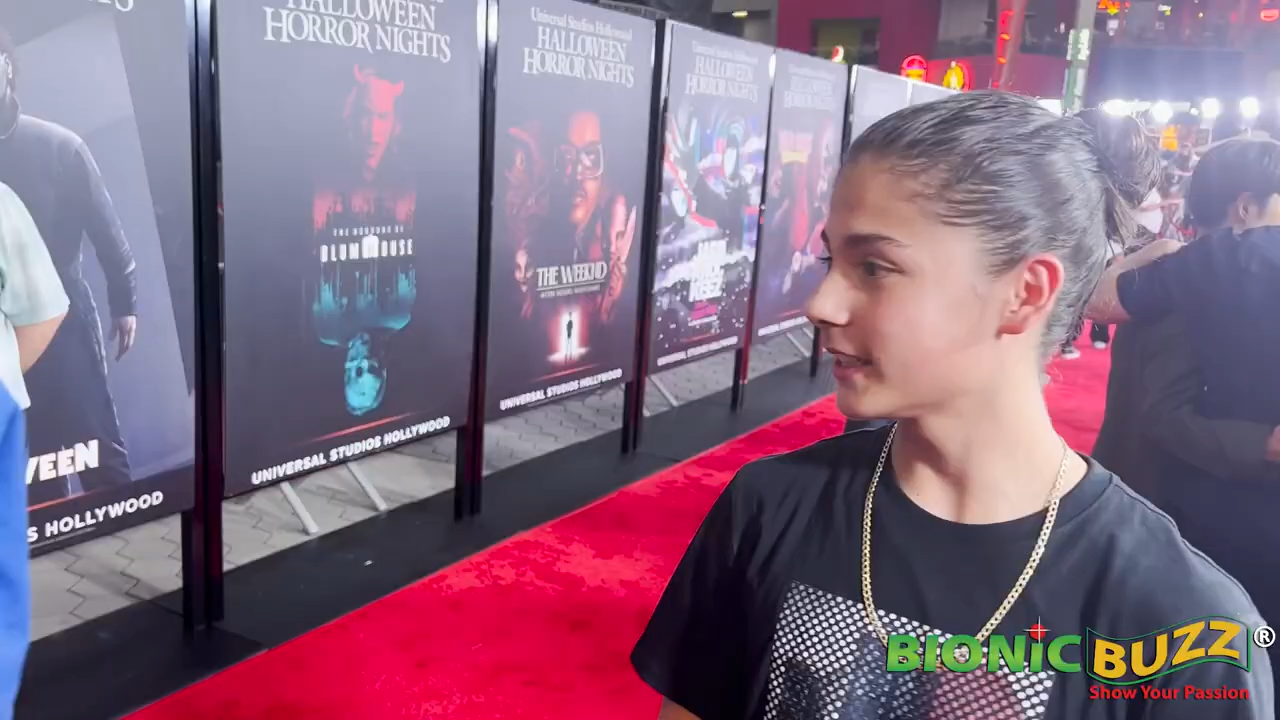 HALLOWEEN
HORROR NIGHTS
THE HORRORS OF
BLUMHOUSE
UNIVERSAL STUDIOS HOLLYWOOD
Universal Studios Hollywood
HALLOWEEN
HORROR NIGHTS
THE WEEKND
UNIVERSAL STUDIOS HOLLYWOOD
Universal Studios Hollywood
HALLOWEEN
HORROR NIGHTS
UNIVERSAL STUDIOS HOLLYWOOD
HALLOWEEN
HORROR NIGHTS
VEEN
S HOLLYWOOD
BIONIC BUZZ®
Show Your Passion